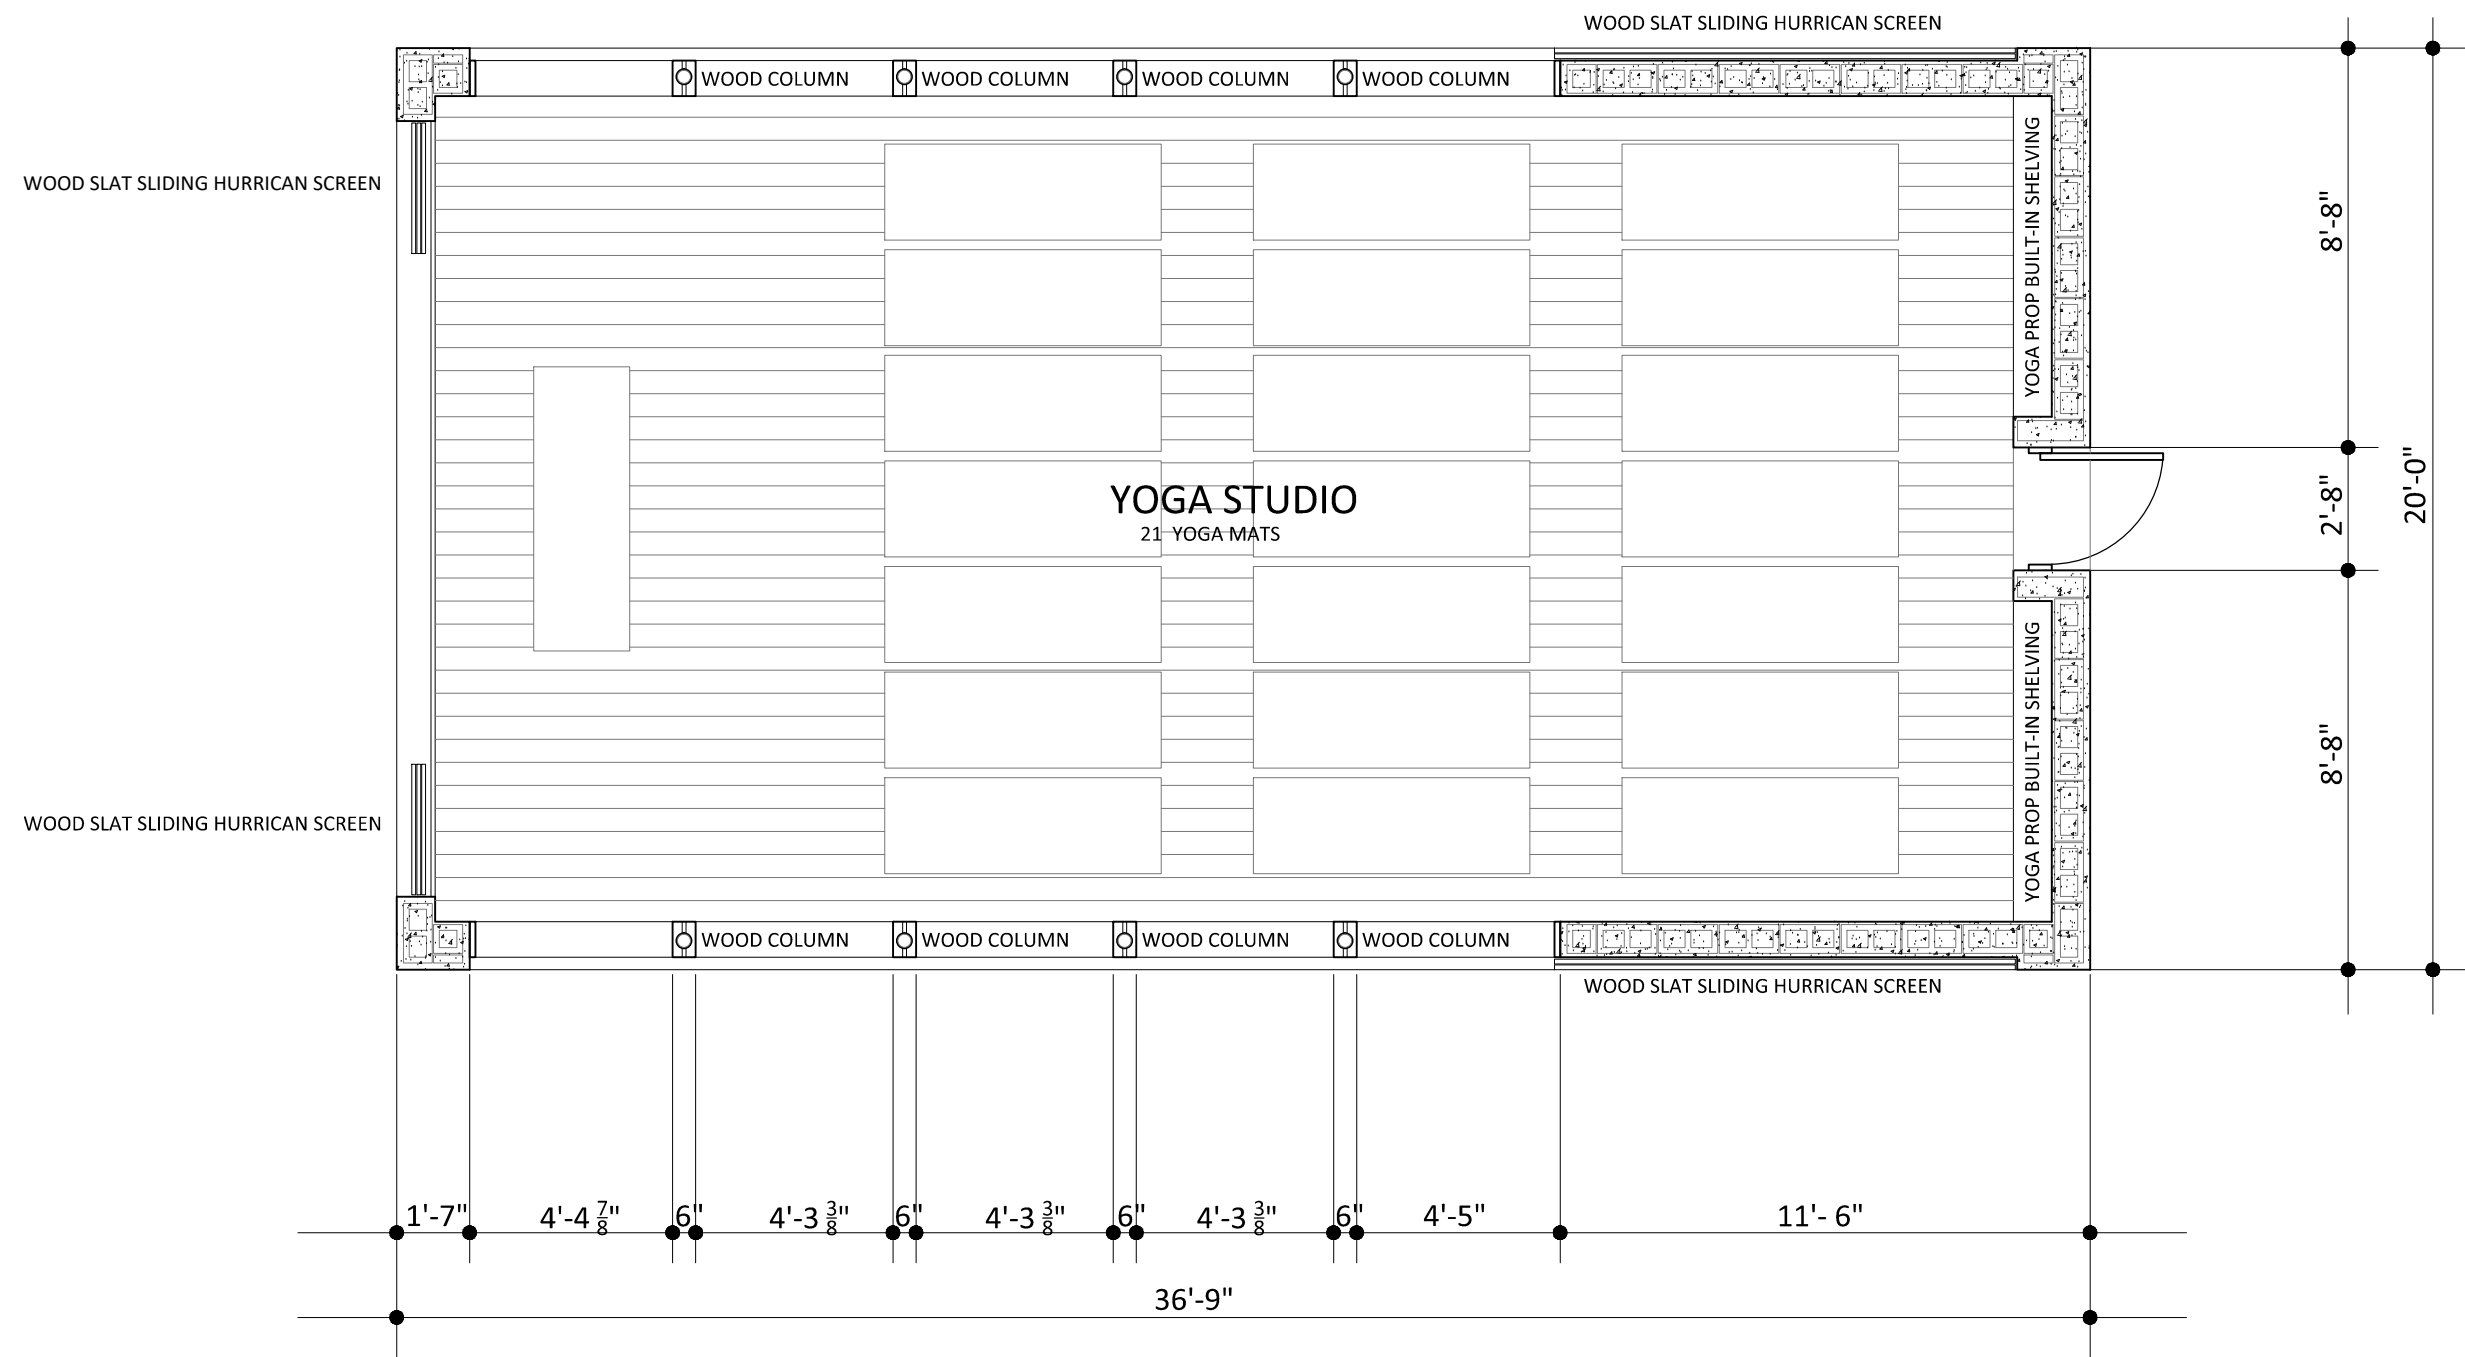 WOOD SLAT SLIDING HURRICAN SCREEN
WOOD COLUMN
WOOD COLUMN
WOOD COLUMN
WOOD COLUMN
WOOD SLAT SLIDING HURRICAN SCREEN
YOGA PROP BUILT-IN SHELVING
8'-8"
YOGA STUDIO
21 YOGA MATS
2'-8"
20'-0"
YOGA PROP BUILT-IN SHELVING
8'-8"
WOOD SLAT SLIDING HURRICAN SCREEN
WOOD COLUMN
WOOD COLUMN
WOOD COLUMN
WOOD COLUMN
WOOD SLAT SLIDING HURRICAN SCREEN
1'-7"
4'-4 7/8"
6"
4'-3 3/8"
6"
4'-3 3/8"
6"
4'-3 3/8"
6"
4'-5"
11'- 6"
36'-9"